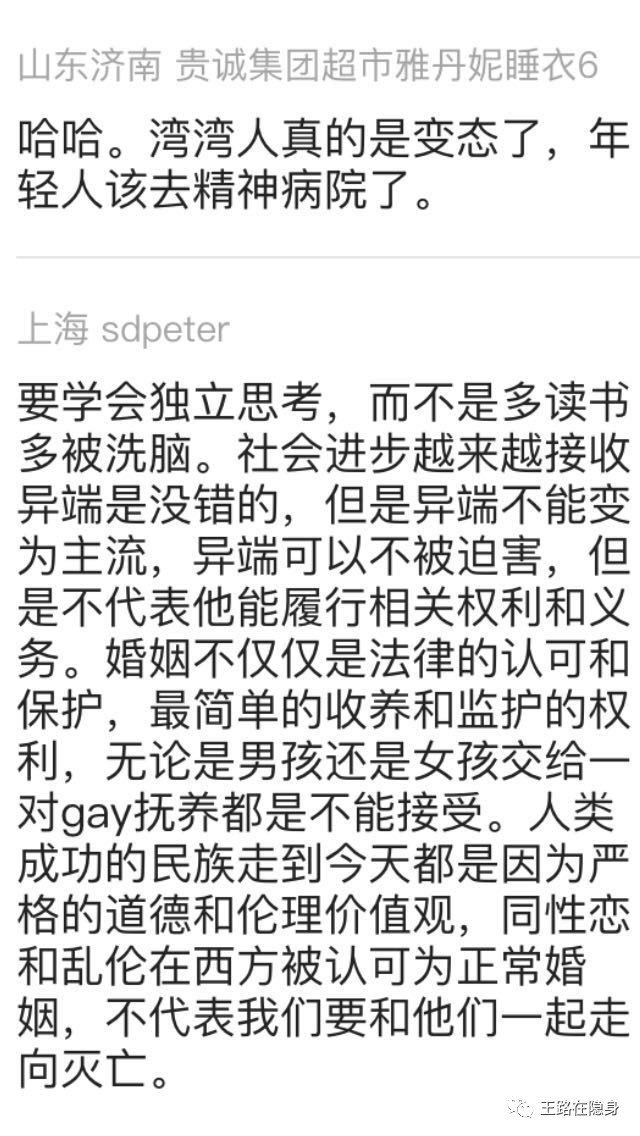 山东济南 贵诚集团超市雅丹妮睡衣6
哈哈。湾湾人真的是变态了，年
轻人该去精神病院了。
上海 sdpeter
要学会独立思考，而不是多读书
多被洗脑。社会进步越来越接收
异端是没错的，但是异端不能变
为主流，异端可以不被迫害，但
是不代表他能履行相关权利和义
务。婚姻不仅仅是法律的认可和
保护，最简单的收养和监护的权
利，无论是男孩还是女孩交给一
对gay抚养都是不能接受。人类
成功的民族走到今天都是因为严
格的道德和伦理价值观，同性恋
和乱伦在西方被认可为正常婚
姻，不代表我们要和他们一起走
向灭亡。
王路在隐身